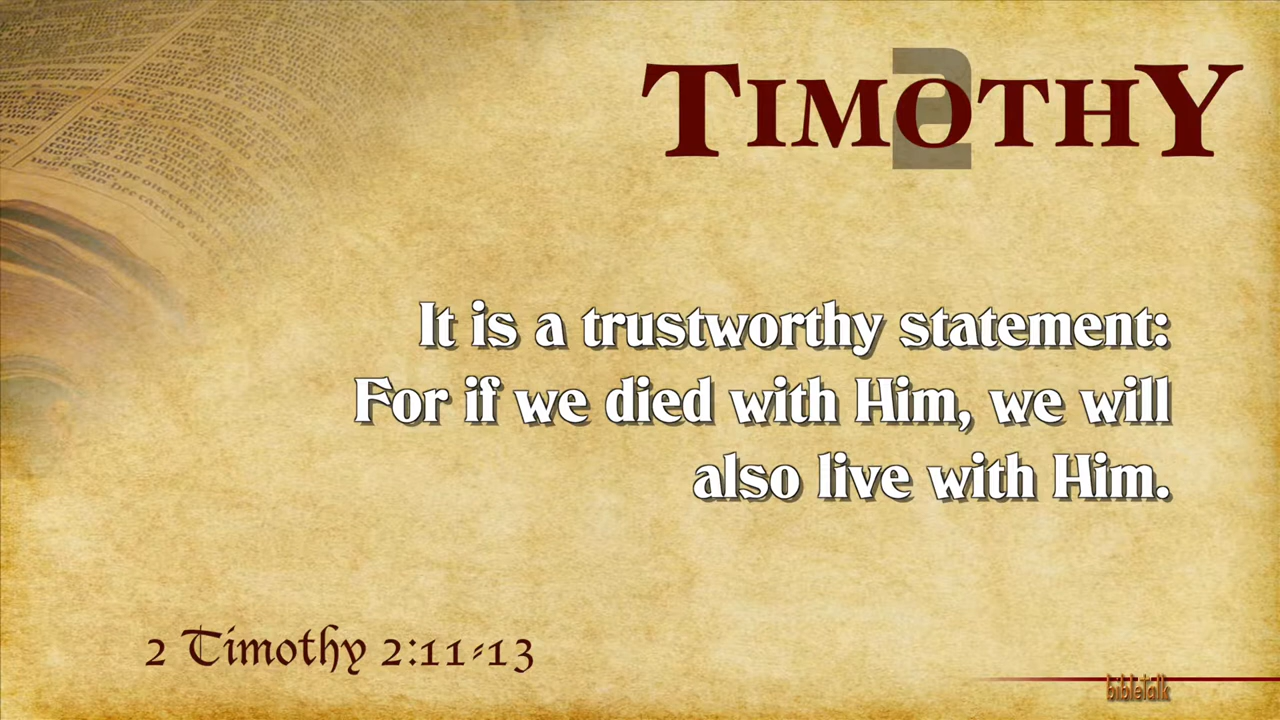 2
TIMOTHY
It is a trustworthy statement:
For if we died with Him, we will
also live with Him.
2 Timothy 2:11-13
bibletalk